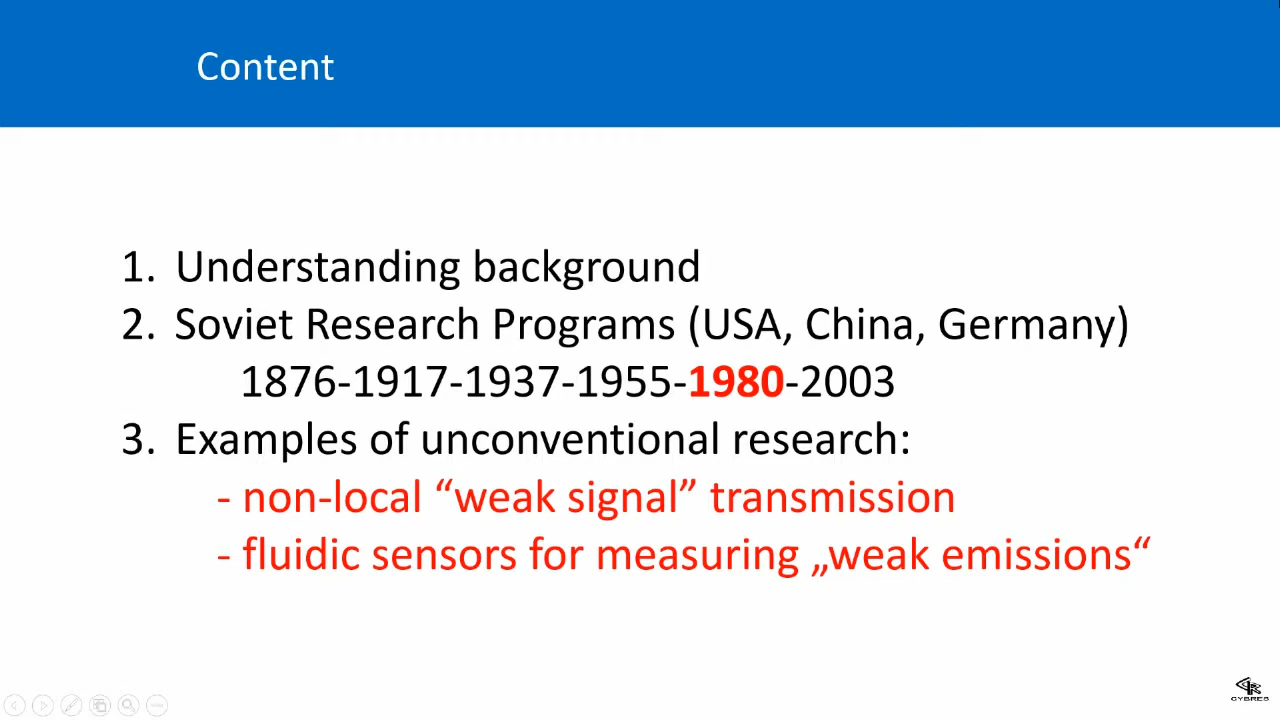 Content
1. Understanding background
2. Soviet Research Programs (USA, China, Germany)
1876-1917-1937-1955-1980-2003
3. Examples of unconventional research:
- non-local “weak signal” transmission
- fluidic sensors for measuring „weak emissions“
CYBRES